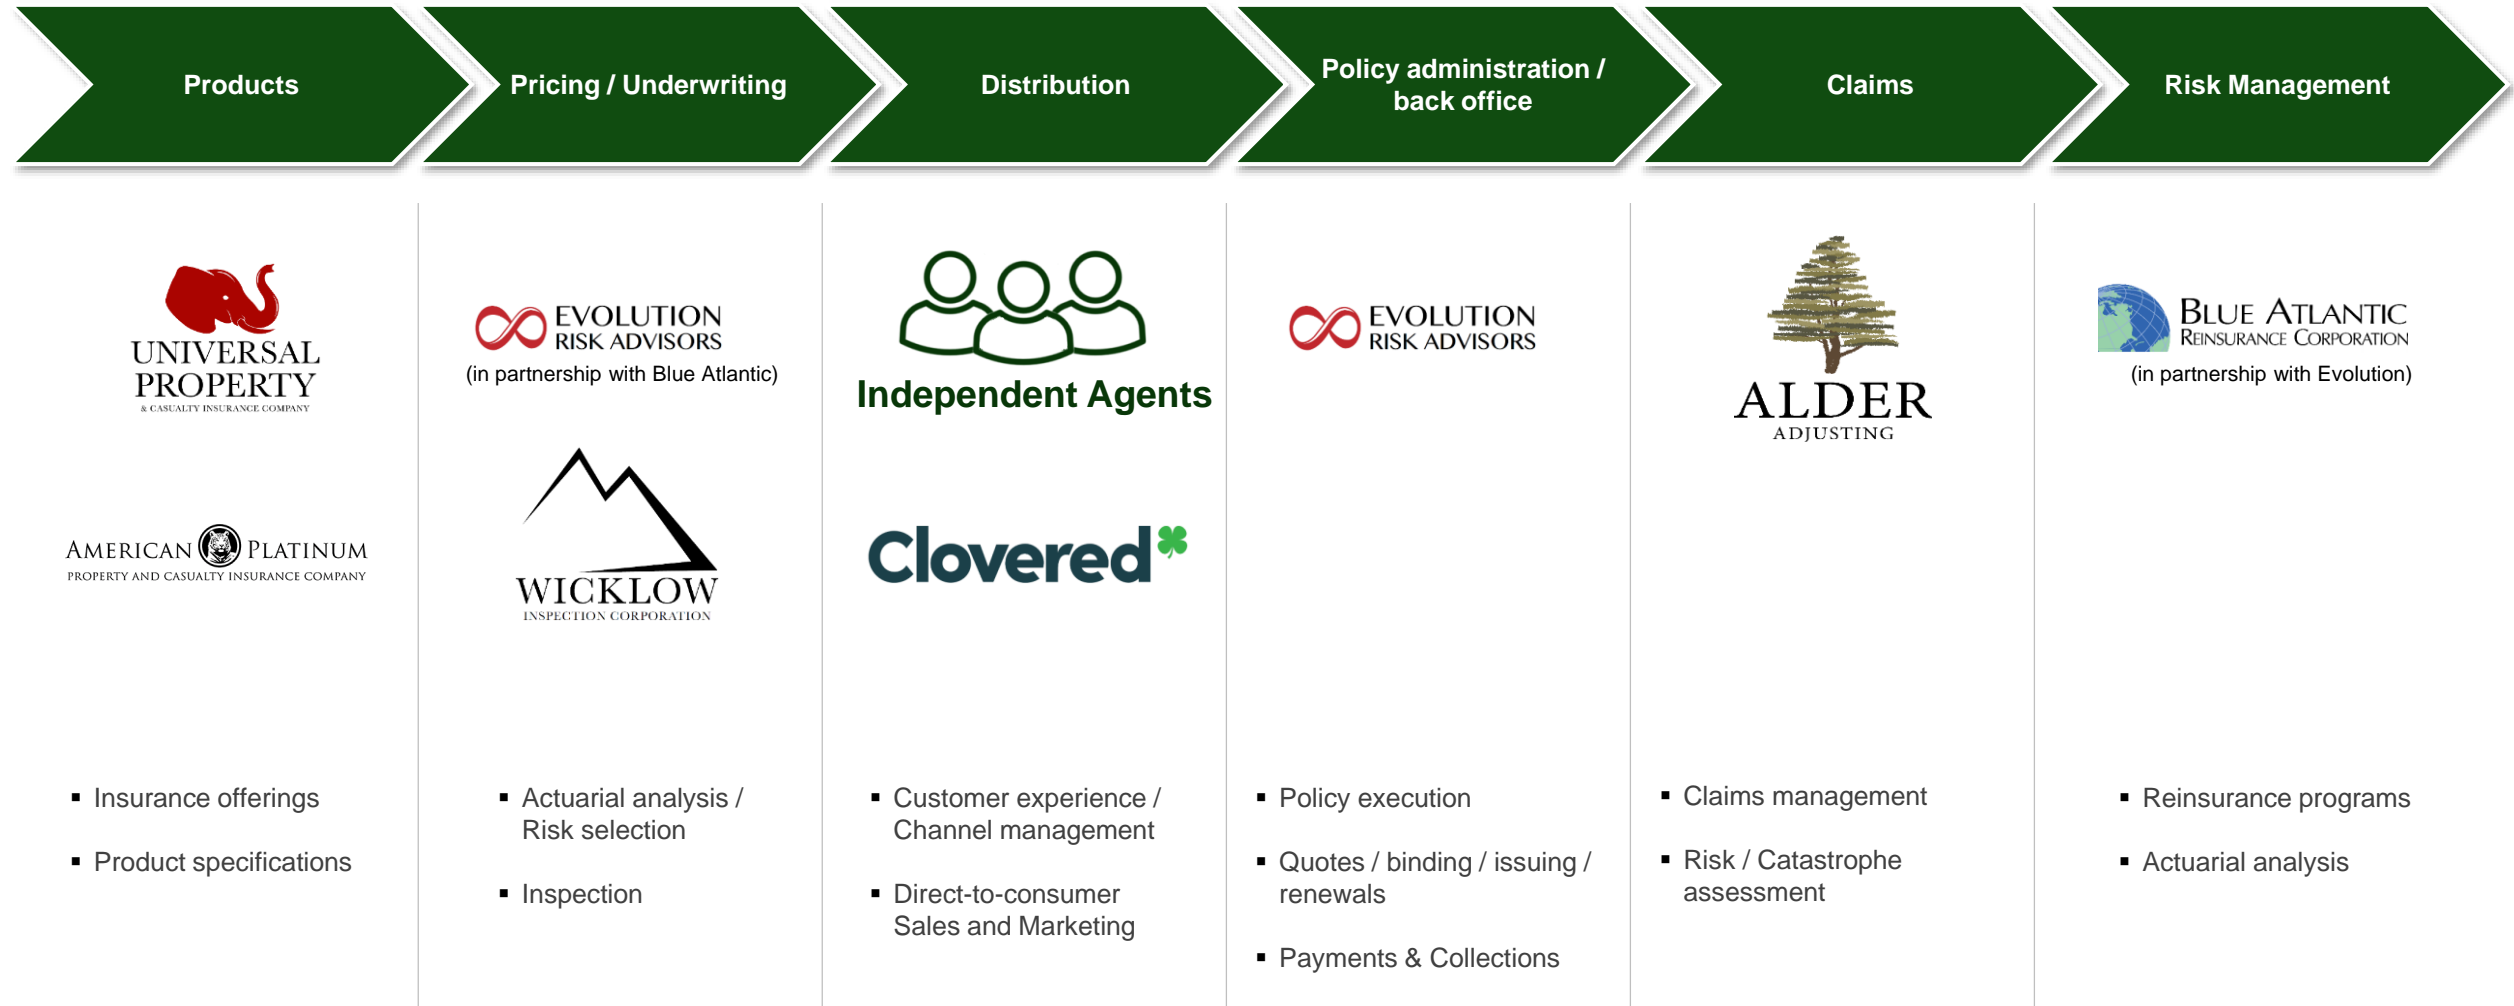 Products
Pricing / Underwriting
Distribution
Policy administration /
back office
Claims
Risk Management
UNIVERSAL
PROPERTY
& CASUALTY INSURANCE COMPANY
AMERICAN PLATINUM
PROPERTY AND CASUALTY INSURANCE COMPANY
▪ Insurance offerings
▪ Product specifications
EVOLUTION
RISK ADVISORS
(in partnership with Blue Atlantic)
WICKLOW
INSPECTION CORPORATION
▪ Actuarial analysis /
Risk selection
▪ Inspection
Independent Agents
Clovered
▪ Customer experience /
Channel management
▪ Direct-to-consumer
Sales and Marketing
EVOLUTION
RISK ADVISORS
▪ Policy execution
▪ Quotes / binding / issuing /
renewals
▪ Payments & Collections
ALDER
ADJUSTING
▪ Claims management
▪ Risk / Catastrophe
assessment
BLUE ATLANTIC
REINSURANCE CORPORATION
(in partnership with Evolution)
▪ Reinsurance programs
▪ Actuarial analysis